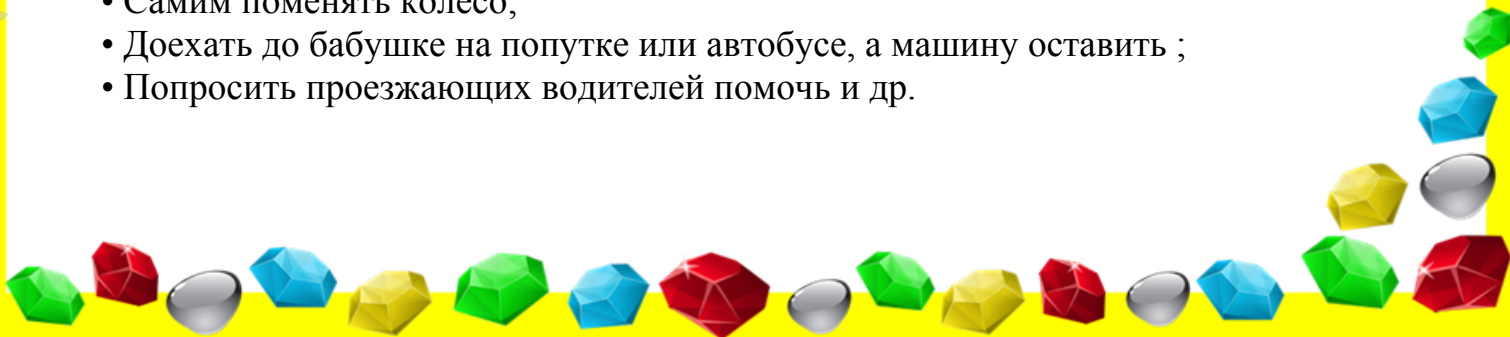 • Самим поменять колесо;
• Доехать до бабушке на попутке или автобусе, а машину оставить ;
• Попросить проезжающих водителей помочь и др.